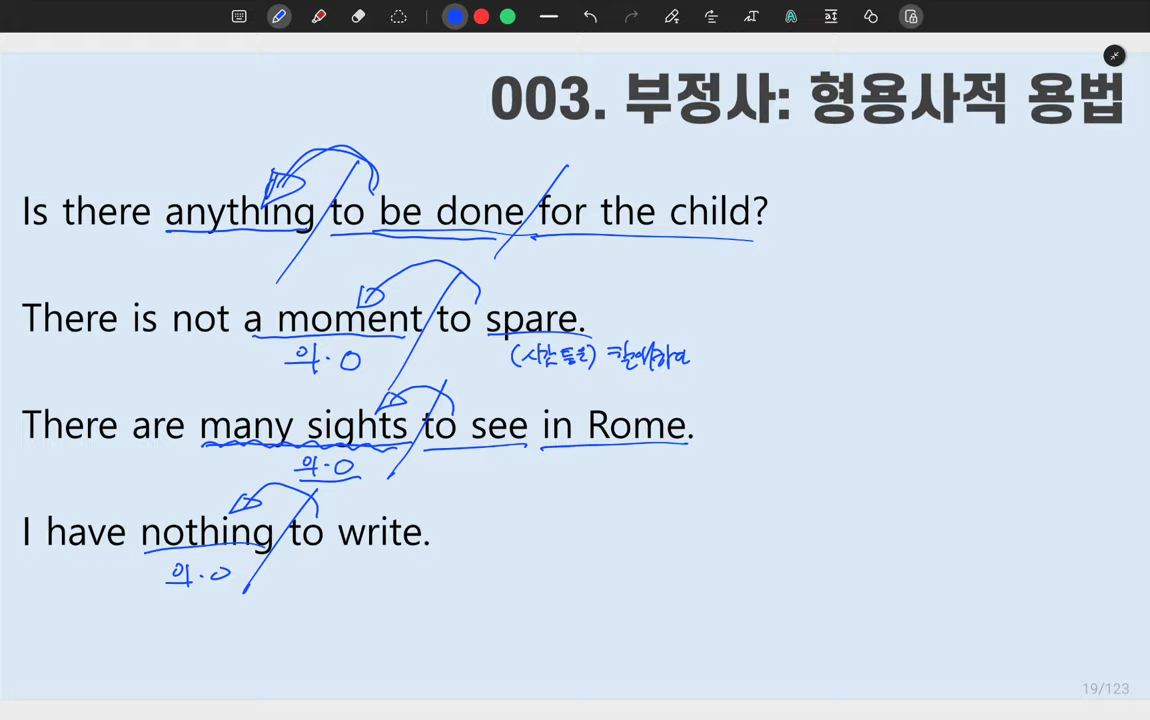 003. 부정사: 형용사적 용법
Is there anything to be done for the child?
There is not a moment to spare.
의·O (시간 등을) 할애하다
There are many sights to see in Rome.
의·O
I have nothing to write.
의·O
19/123